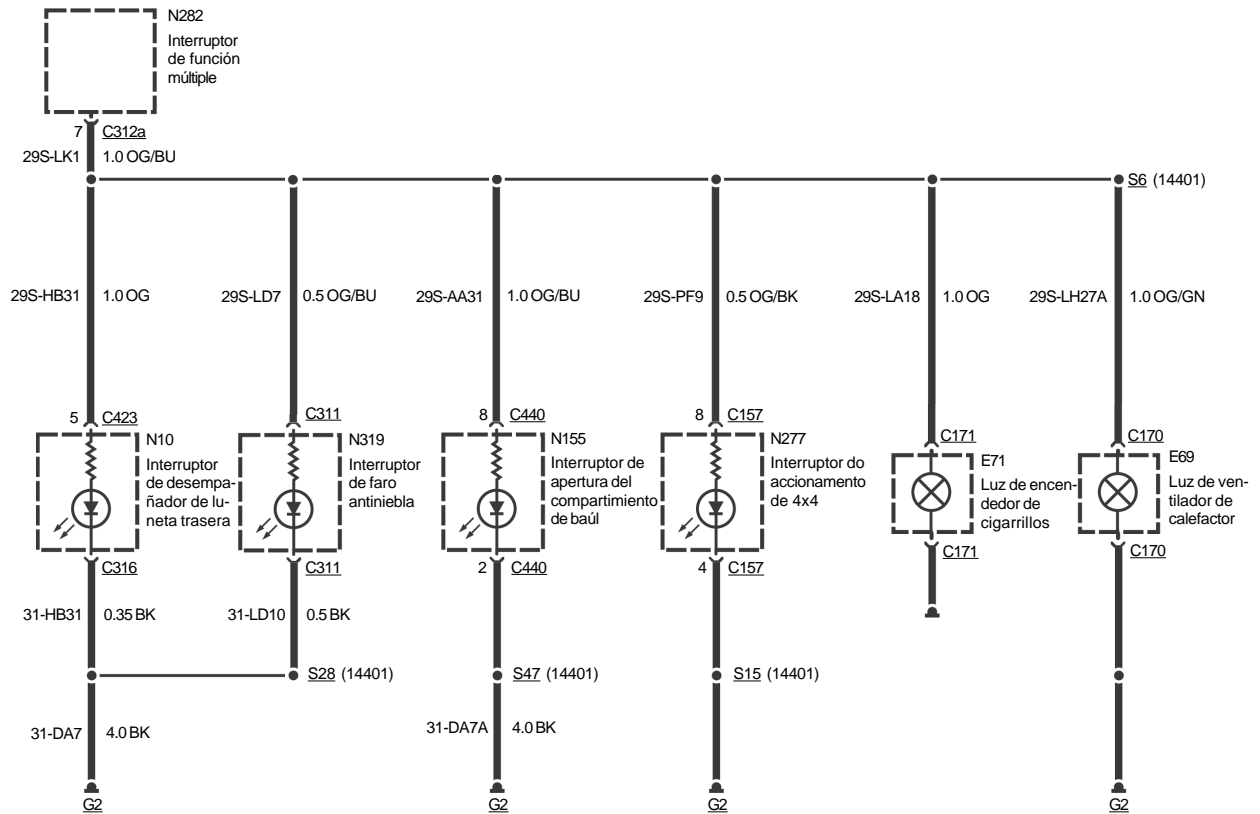 N282
Interruptor
de función
múltiple
7 C312a
29S-LK1 1.0 OG/BU
S6 (14401)
29S-HB31 1.0 OG
29S-LD7 0.5 OG/BU
29S-AA31 1.0 OG/BU
29S-PF9 0.5 OG/BK
29S-LA18 1.0 OG
29S-LH27A 1.0 OG/GN
5 C423
C311
8 C440
8 C157
C171
C170
N10
Interruptor
de desempa-
ñador de lu-
neta trasera
N319
Interruptor
de faro
antiniebla
N155
Interruptor de
apertura del
compartimiento
de baúl
N277
Interruptor do
accionamento
de 4x4
E71
Luz de encen-
dedor de
cigarrillos
E69
Luz de ven-
tilador de
calefactor
C316
C311
2 C440
4 C157
C171
C170
31-HB31 0.35 BK
31-LD10 0.5 BK
S28 (14401)
S47 (14401)
S15 (14401)
31-DA7 4.0 BK
31-DA7A 4.0 BK
G2
G2
G2
G2